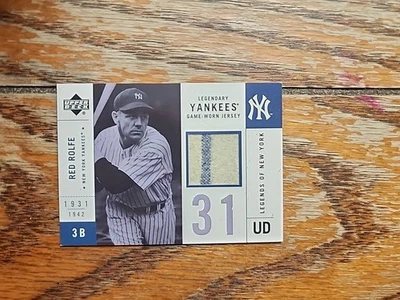 UPPER DECK
RED ROLFE
• NEW YORK YANKEES •
1931
1942
3B
NY
LEGENDARY
YANKEES
GAME-WORN JERSEY
31
NY
LEGENDS OF NEW YORK
UD